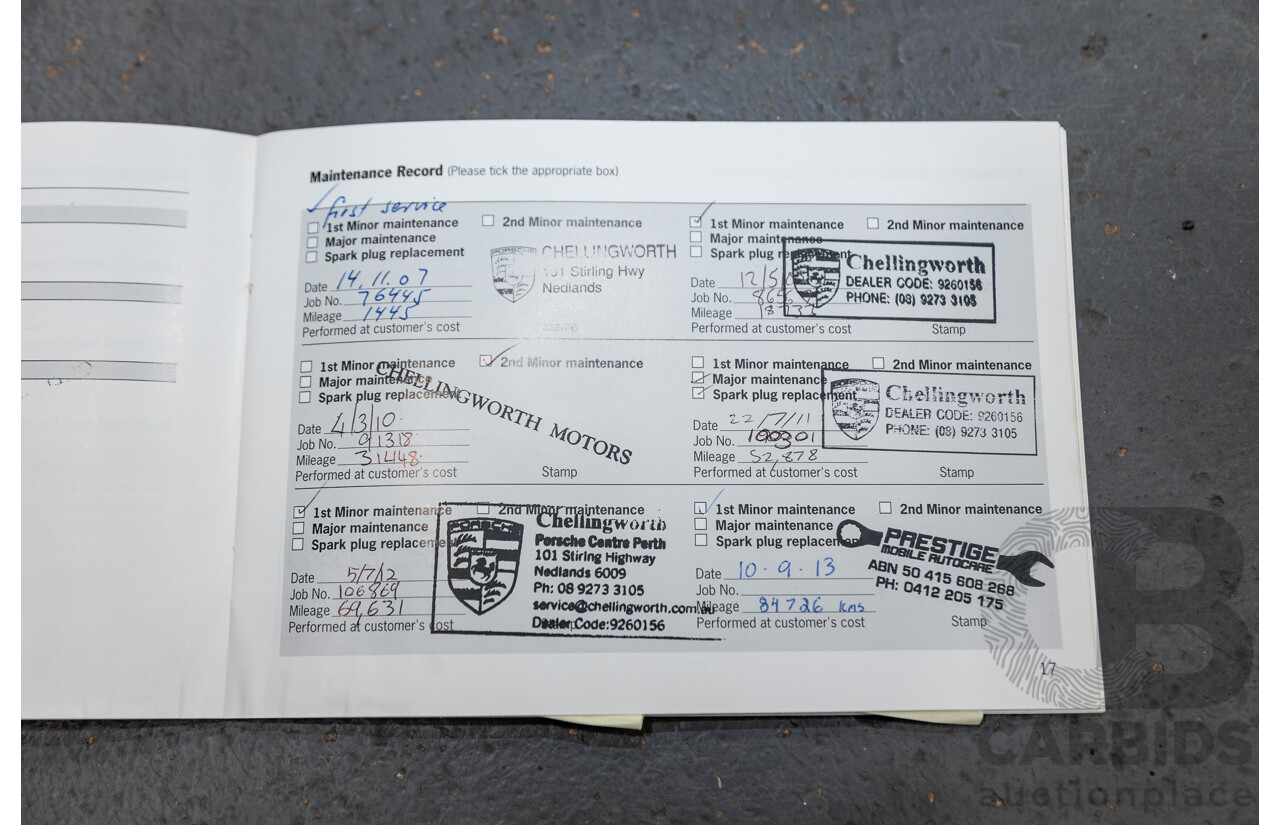 Maintenance Record (Please tick the appropriate box)
first service
1st Minor maintenance
2nd Minor maintenance
Major maintenance
Spark plug replacement
CHELLINGWORTH
101 Stirling Hwy
Nedlands
Date 14.11.07
Job No. 76445
Mileage 1445
Performed at customer's cost
Stamp
1st Minor maintenance
2nd Minor maintenance
Major maintenance
Spark plug replacement
PORSCHE
Chellingworth
DEALER CODE: 9260156
PHONE: (08) 9273 3105
Date 12/5
Job No.
Mileage
Performed at customer's cost
Stamp
1st Minor maintenance
2nd Minor maintenance
Major maintenance
Spark plug replacement
CHELLINGWORTH MOTORS
Date 4/3/10.
Job No. 91318
Mileage 31448.
Performed at customer's cost
Stamp
1st Minor maintenance
2nd Minor maintenance
Major maintenance
Spark plug replacement
Chellingworth
DEALER CODE: 9260156
PHONE: (08) 9273 3105
Date 22/7/11
Job No. 100301
Mileage 52,878
Performed at customer's cost
Stamp
1st Minor maintenance
2nd Minor maintenance
Major maintenance
Spark plug replacement
PORSCHE
Chellingworth
Porsche Centre Perth
101 Stirling Highway
Nedlands 6009
Ph: 08 9273 3105
service@chellingworth.com.au
Dealer Code:9260156
Date 5/7/12
Job No. 106869
Mileage 69,631
Performed at customer's cost
1st Minor maintenance
2nd Minor maintenance
Major maintenance
Spark plug replacement
PRESTIGE
MOBILE AUTOCARE
ABN 50 415 608 268
PH: 0412 205 175
Date 10.9.13
Job No.
Mileage 84726 kms
Performed at customer's cost
Stamp
17
CB
CARBIDS
auctionplace